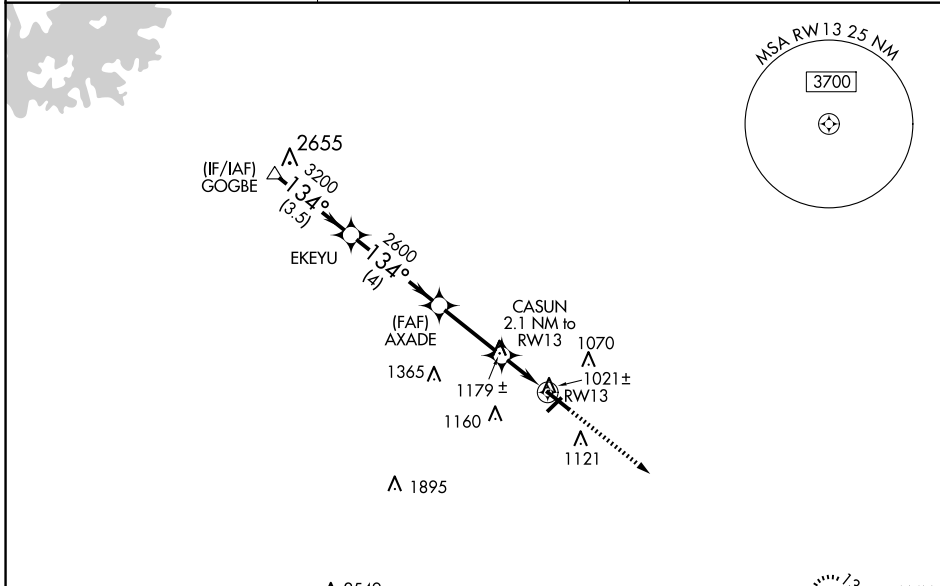 MSA RW13 25 NM
3700
2655
(IF/IAF)
GOGBE
3200
134°
(3.5)
EKEYU
2600
134°
(4)
(FAF)
AXADE
CASUN
2.1 NM to
RW13
1070
1365
1179 ±
1021±
RW13
1160
1121
1895